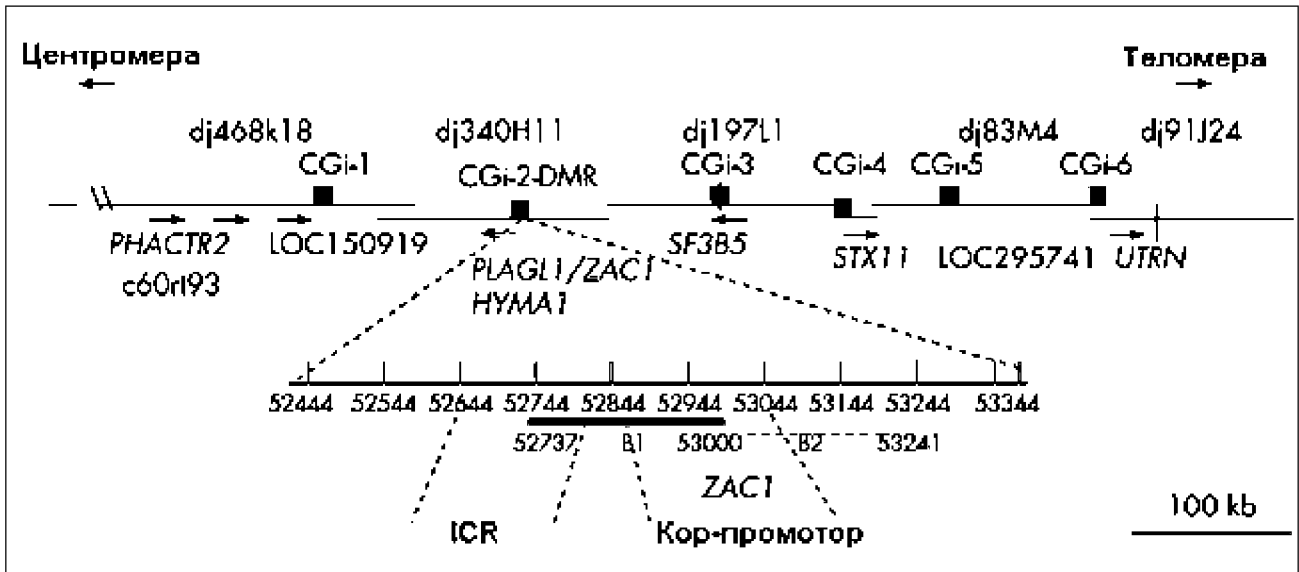 Центромера Теломера
dj468k18 dj340H11 dj197L1 dj83M4 dj91J24
CGi-1 CGi-2-DMR CGi-3 CGi-4 CGi-5 CGi-6
PHACTR2 LOC150919 SF3B5 STX11 LOC295741 UTRN
c60rl93 PLAGL1/ZAC1
HYMA1
52444 52544 52644 52744 52844 52944 53044 53144 53244 53344
52737 B1 53000 B2 53241
ZAC1
ICR Кор-промотор 100 kb